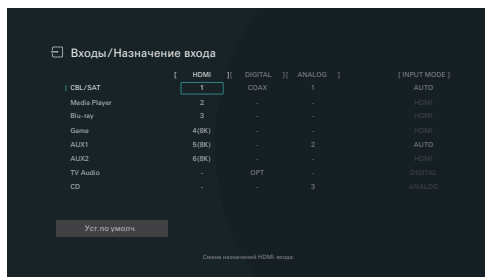 Входы/Назначение входа
[ HDMI ][ DIGITAL ][ ANALOG ] [ INPUT MODE ]
CBL/SAT 1 COAX 1 AUTO
Media Player 2 - - HDMI
Blu-ray 3 - - HDMI
Game 4(8K) - - HDMI
AUX1 5(8K) - 2 AUTO
AUX2 6(8K) - - HDMI
TV Audio - OPT - DIGITAL
CD - - 3 ANALOG
Уст.по умолч.
Смена назначений HDMI-входа.